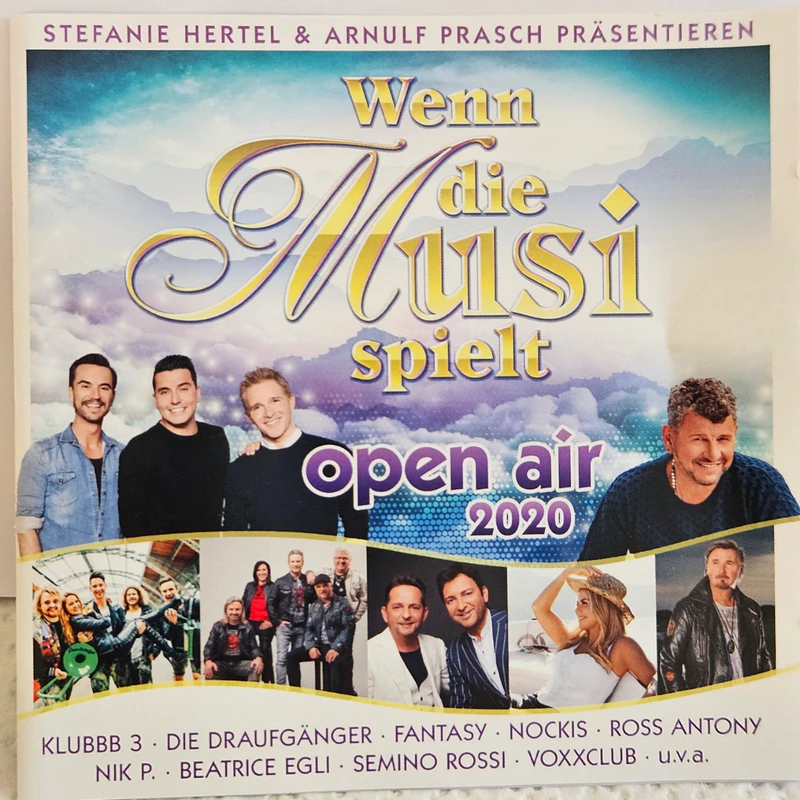 STEFANIE HERTEL & ARNULF PRASCH PRÄSENTIEREN
Wenn
die
Musi
spielt
open air
2020
KLUBBB 3 · DIE DRAUFGÄNGER · FANTASY · NOCKIS · ROSS ANTONY
NIK P. · BEATRICE EGLI · SEMINO ROSSI · VOXXCLUB · u.v.a.